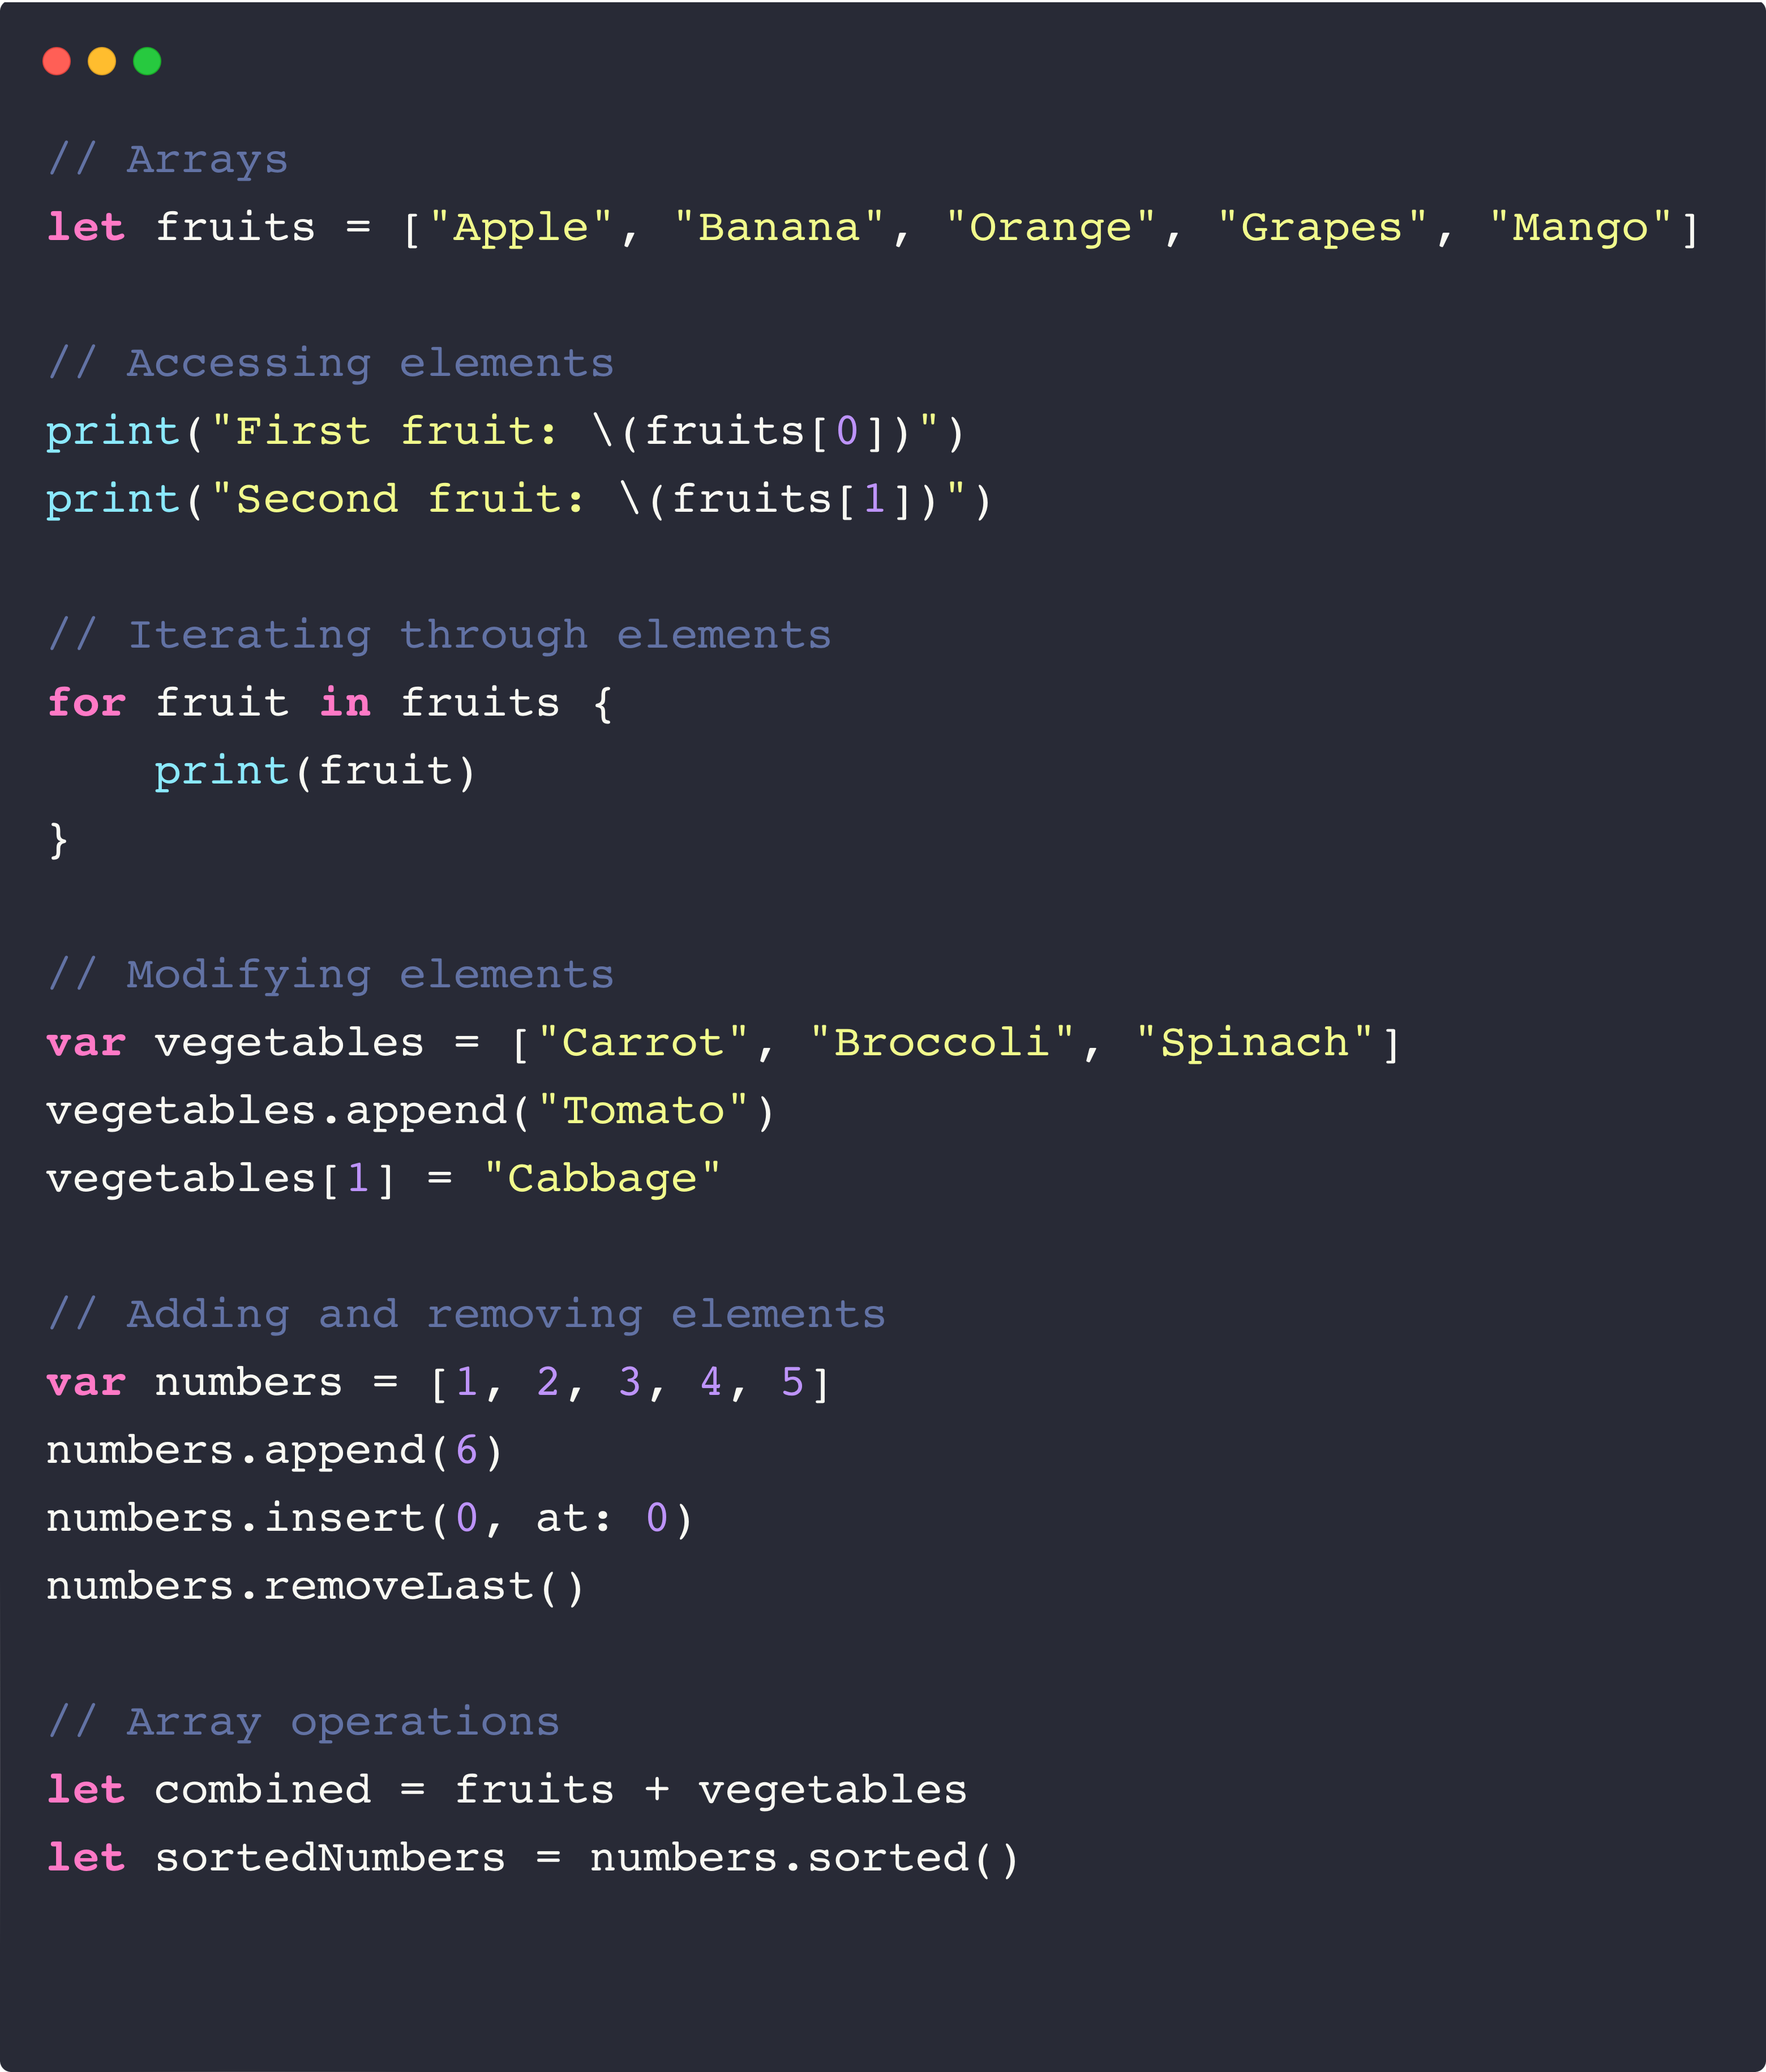 // Arrays
let fruits = ["Apple", "Banana", "Orange", "Grapes", "Mango"]
// Accessing elements
print("First fruit: \(fruits[0])")
print("Second fruit: \(fruits[1])")
// Iterating through elements
for fruit in fruits {
    print(fruit)
}
// Modifying elements
var vegetables = ["Carrot", "Broccoli", "Spinach"]
vegetables.append("Tomato")
vegetables[1] = "Cabbage"
// Adding and removing elements
var numbers = [1, 2, 3, 4, 5]
numbers.append(6)
numbers.insert(0, at: 0)
numbers.removeLast()
// Array operations
let combined = fruits + vegetables
let sortedNumbers = numbers.sorted()